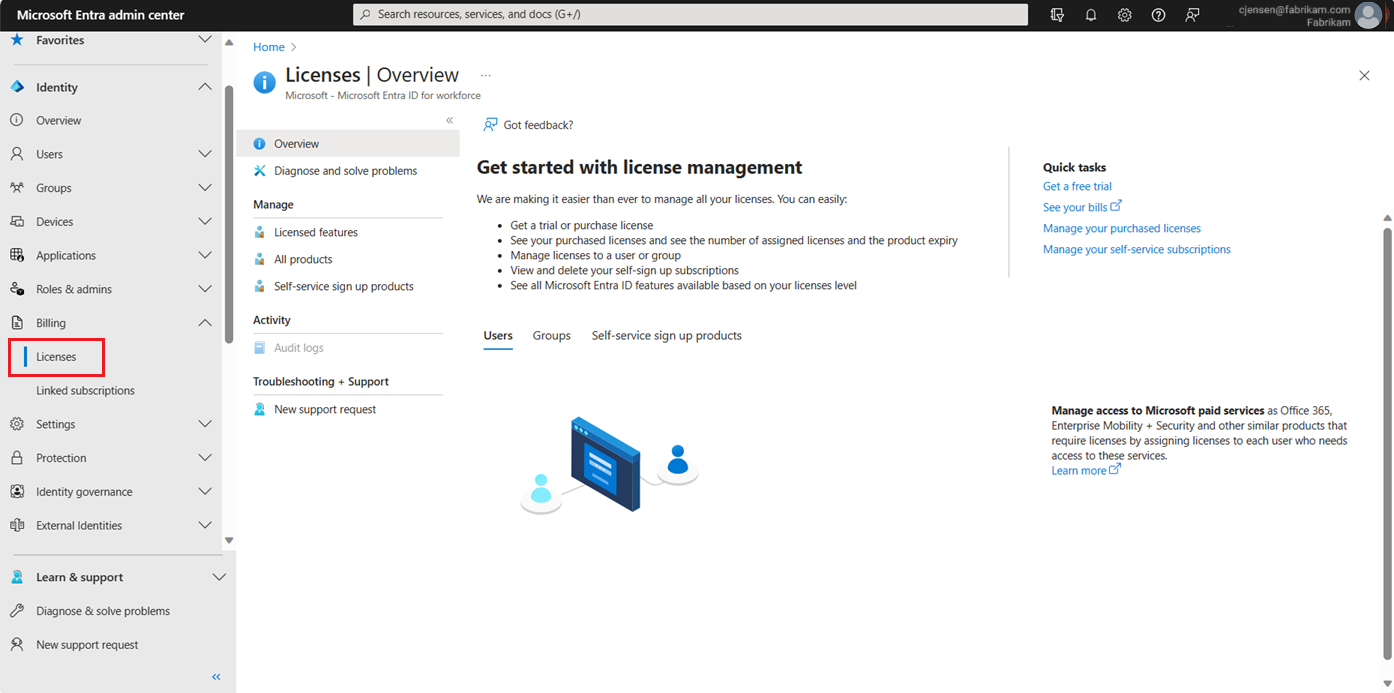 Microsoft Entra admin center
Search resources, services, and docs (G+/)
cjensen@fabrikam.com
Fabrikam
Favorites
Identity
Overview
Users
Groups
Devices
Applications
Roles & admins
Billing
Licenses
Linked subscriptions
Settings
Protection
Identity governance
External Identities
Learn & support
Diagnose & solve problems
New support request
Home
Licenses | Overview
Microsoft - Microsoft Entra ID for workforce
Overview
Diagnose and solve problems
Manage
Licensed features
All products
Self-service sign up products
Activity
Audit logs
Troubleshooting + Support
New support request
Got feedback?
Get started with license management
We are making it easier than ever to manage all your licenses. You can easily:
Get a trial or purchase license
See your purchased licenses and see the number of assigned licenses and the product expiry
Manage licenses to a user or group
View and delete your self-sign up subscriptions
See all Microsoft Entra ID features available based on your licenses level
Users Groups Self-service sign up products
Quick tasks
Get a free trial
See your bills
Manage your purchased licenses
Manage your self-service subscriptions
Manage access to Microsoft paid services as Office 365,
Enterprise Mobility + Security and other similar products that
require licenses by assigning licenses to each user who needs
access to these services.
Learn more